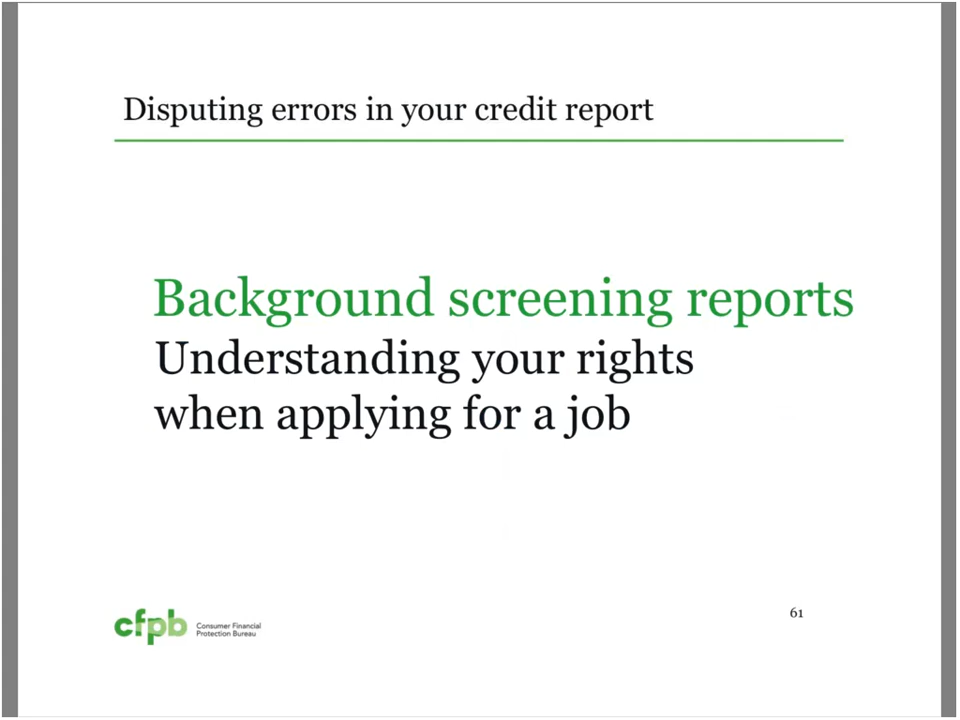 Disputing errors in your credit report
Background screening reports
Understanding your rights
when applying for a job
cfpb
Consumer Financial
Protection Bureau
61